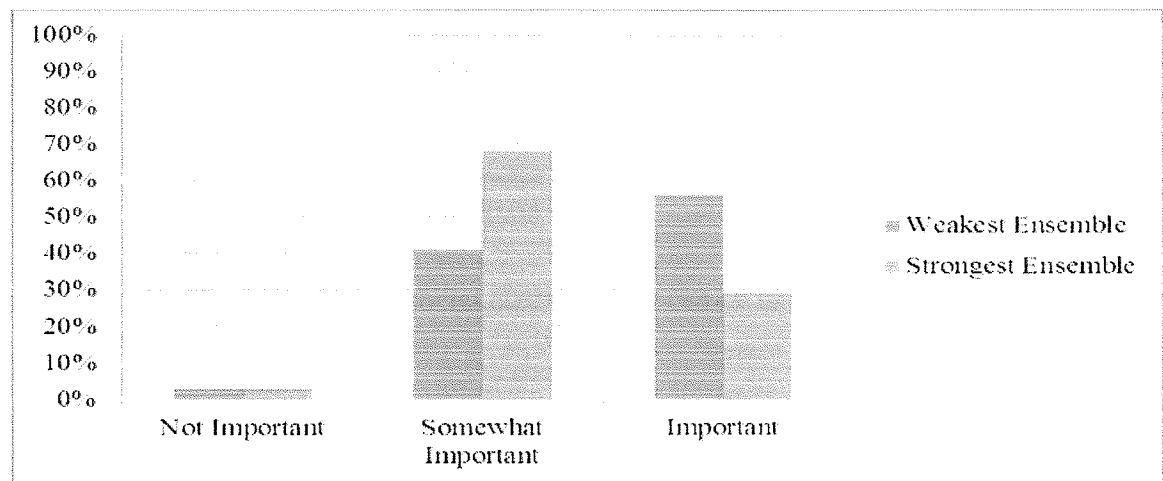 100%
90%
80%
70%
60%
50%
40%
30%
20%
10%
0%
Not Important
Somewhat
Important
Important
Weakest Ensemble
Strongest Ensemble